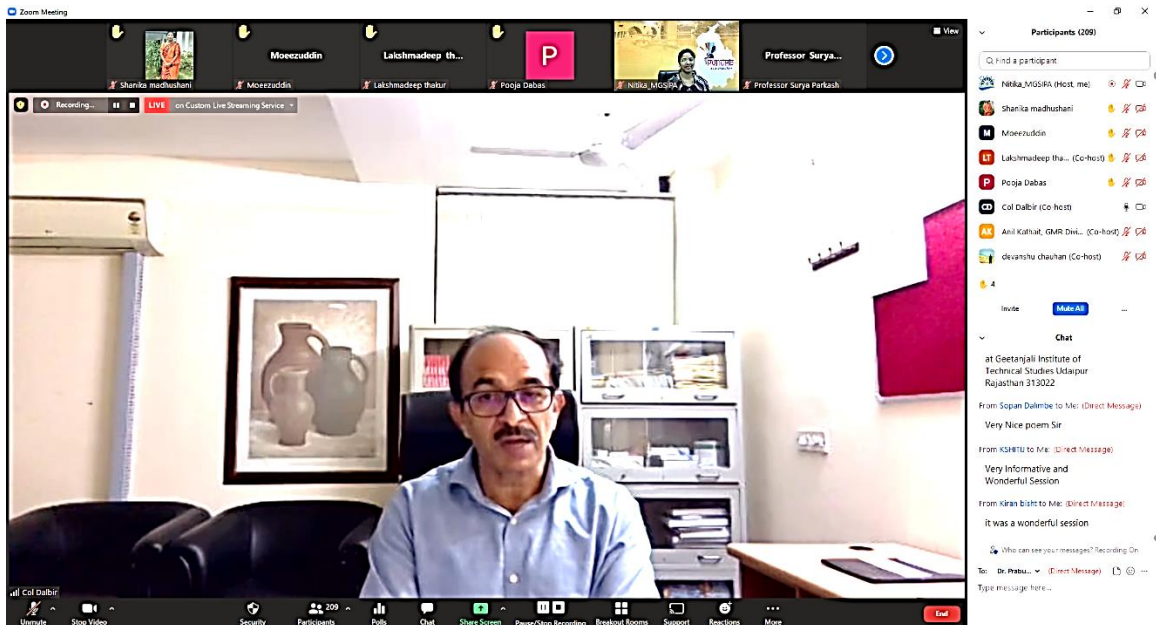 Zoom Meeting
Moeezuddin
Lakshmadeep th...
P
Professor Surya...
View
Shanika madhushani
Moeezuddin
Lakshmadeep thakur
Pooja Dabas
Nitika_MGSIPA
Professor Surya Parkash
Recording...
LIVE on Custom Live Streaming Service
Col Dalbir
Unmute
Stop Video
Security
209
Participants
Polls
Chat
Share Screen
Pause/Stop Recording
Breakout Rooms
Support
Reactions
More
End
Participants (209)
Find a participant
Nitika_MGSIPA (Host, me)
Shanika madhushani
M Moeezuddin
LT Lakshmadeep tha... (Co-host)
P Pooja Dabas
CD Col Dalbir (Co-host)
AK Anil Kathait, GMR Divi... (Co-host)
devanshu chauhan (Co-host)
4
Invite
Mute All
...
Chat
at Geetanjali Institute of
Technical Studies Udaipur
Rajasthan 313022
From Sopan Dalimbe to Me: (Direct Message)
Very Nice poem Sir
From KSHITIJ to Me: (Direct Message)
Very Informative and
Wonderful Session
From Kiran bisht to Me: (Direct Message)
it was a wonderful session
Who can see your messages? Recording On
To: Dr. Prabu... (Direct Message)
Type message here...